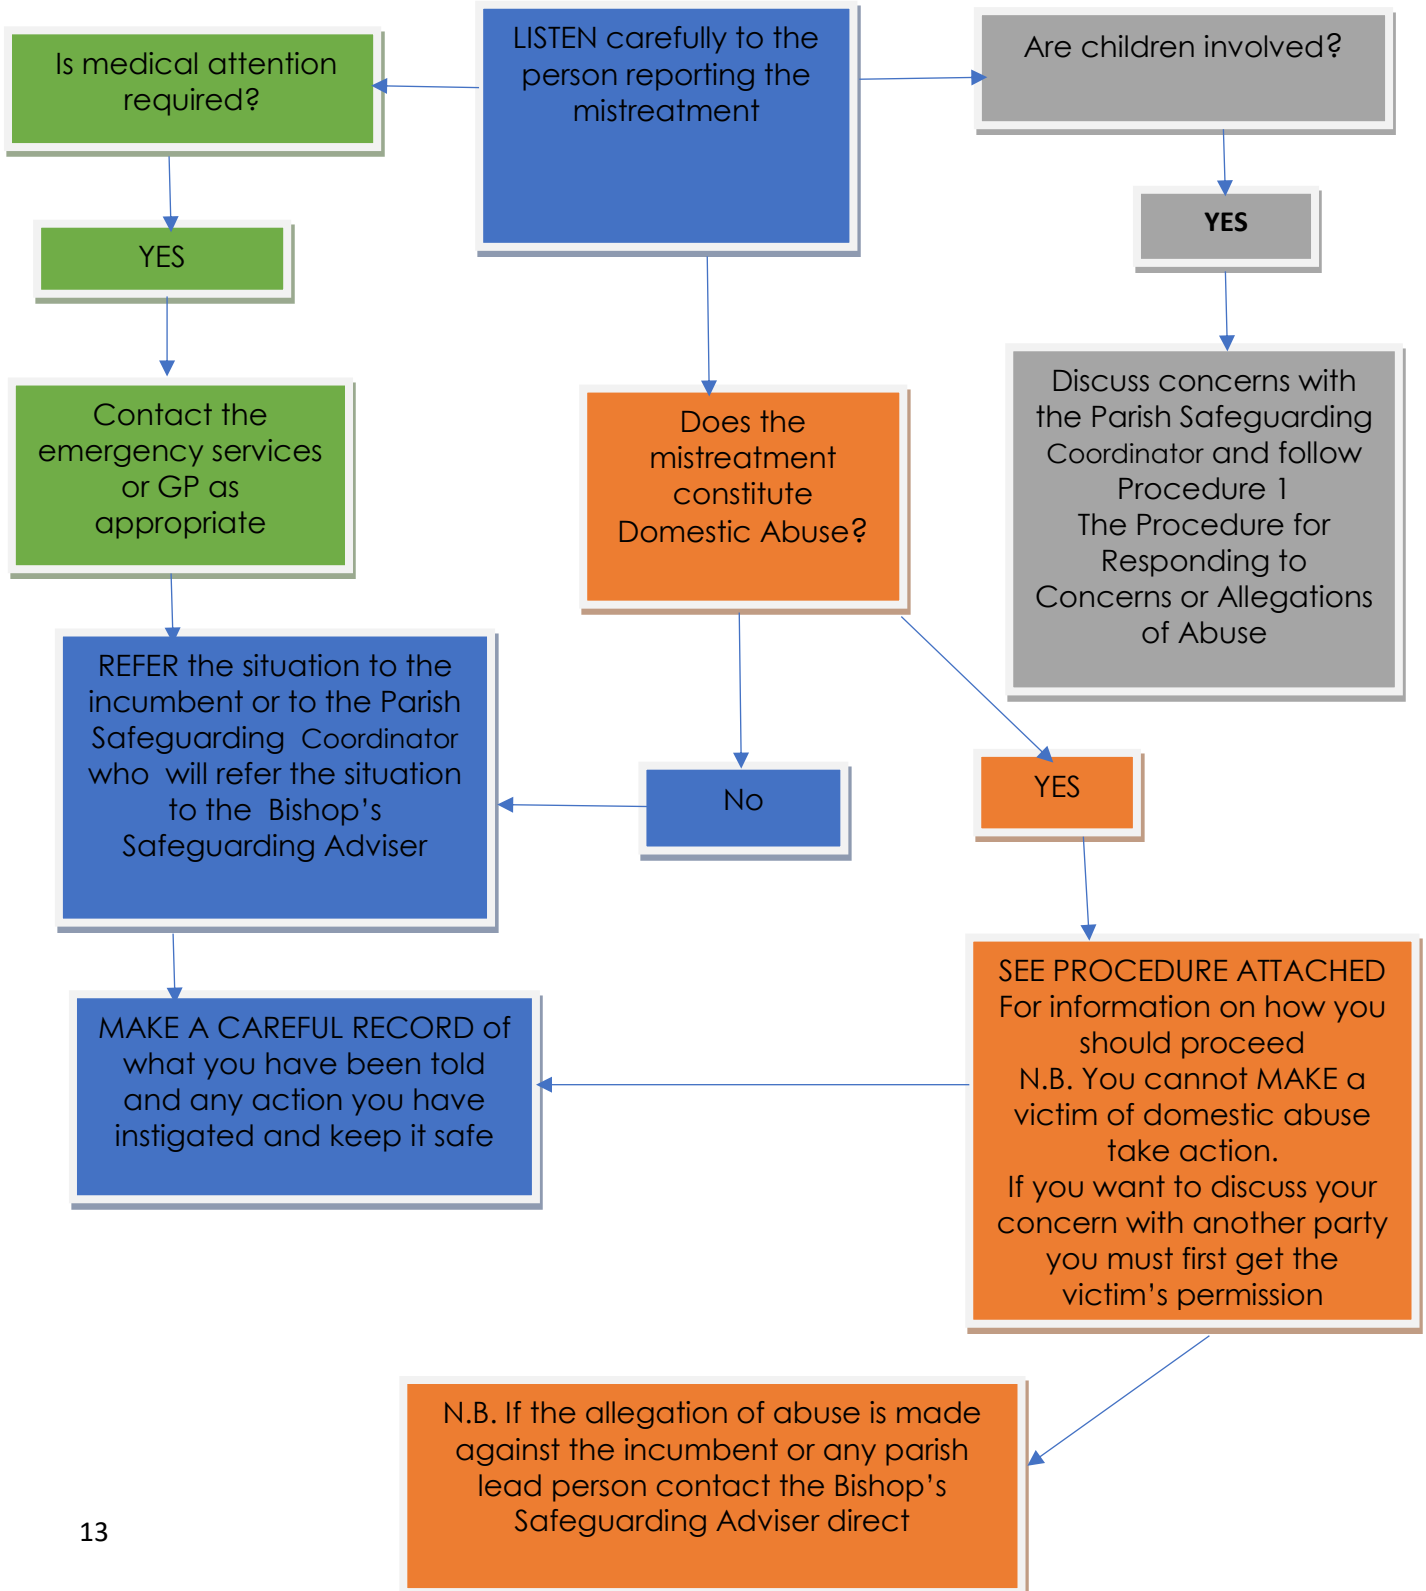 LISTEN carefully to the
person reporting the
mistreatment
Is medical attention
required?
Are children involved?
YES
YES
Contact the
emergency services
or GP as
appropriate
Does the
mistreatment
constitute
Domestic Abuse?
Discuss concerns with
the Parish Safeguarding
Coordinator and follow
Procedure 1
The Procedure for
Responding to
Concerns or Allegations
of Abuse
REFER the situation to the
incumbent or to the Parish
Safeguarding Coordinator
who will refer the situation
to the Bishop's
Safeguarding Adviser
No
YES
MAKE A CAREFUL RECORD of
what you have been told
and any action you have
instigated and keep it safe
SEE PROCEDURE ATTACHED
For information on how you
should proceed
N.B. You cannot MAKE a
victim of domestic abuse
take action.
If you want to discuss your
concern with another party
you must first get the
victim's permission
N.B. If the allegation of abuse is made
against the incumbent or any parish
lead person contact the Bishop's
Safeguarding Adviser direct
13